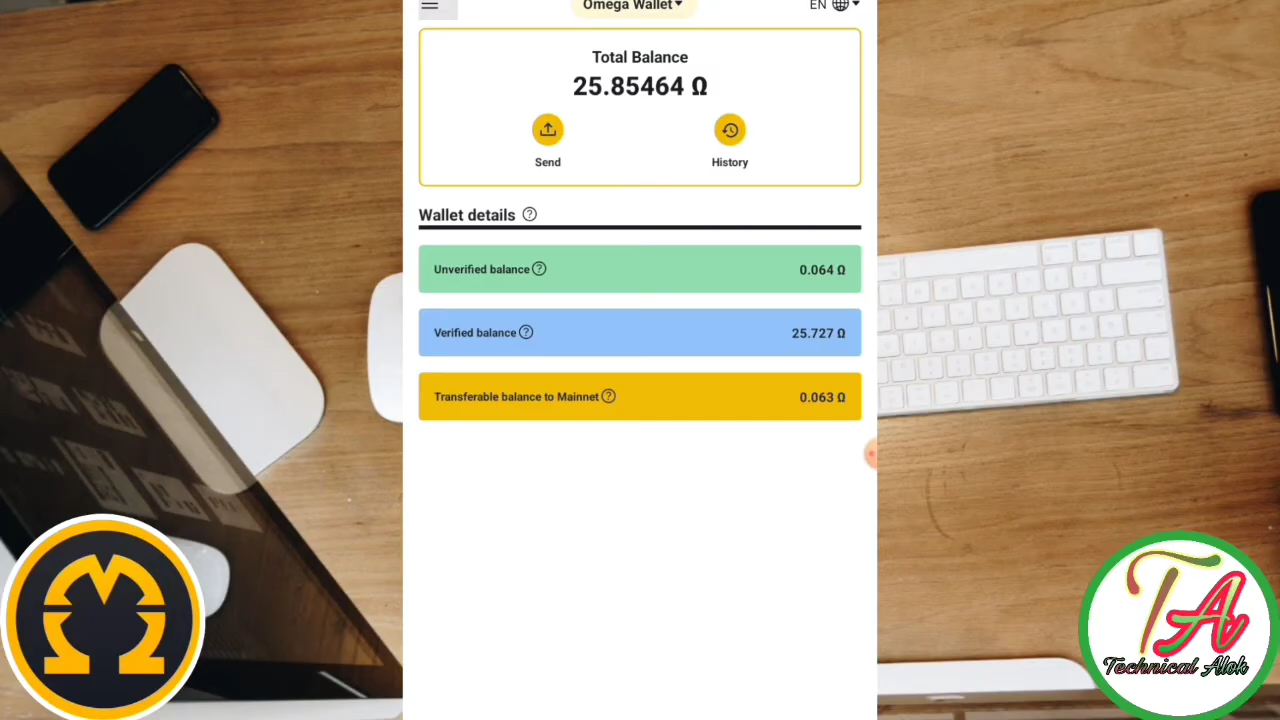 Omega Wallet
EN
Total Balance
25.85464 Ω
Send
History
Wallet details ?
Unverified balance ? 0.064 Ω
Verified balance ? 25.727 Ω
Transferable balance to Mainnet ? 0.063 Ω
TA
Technical Alok